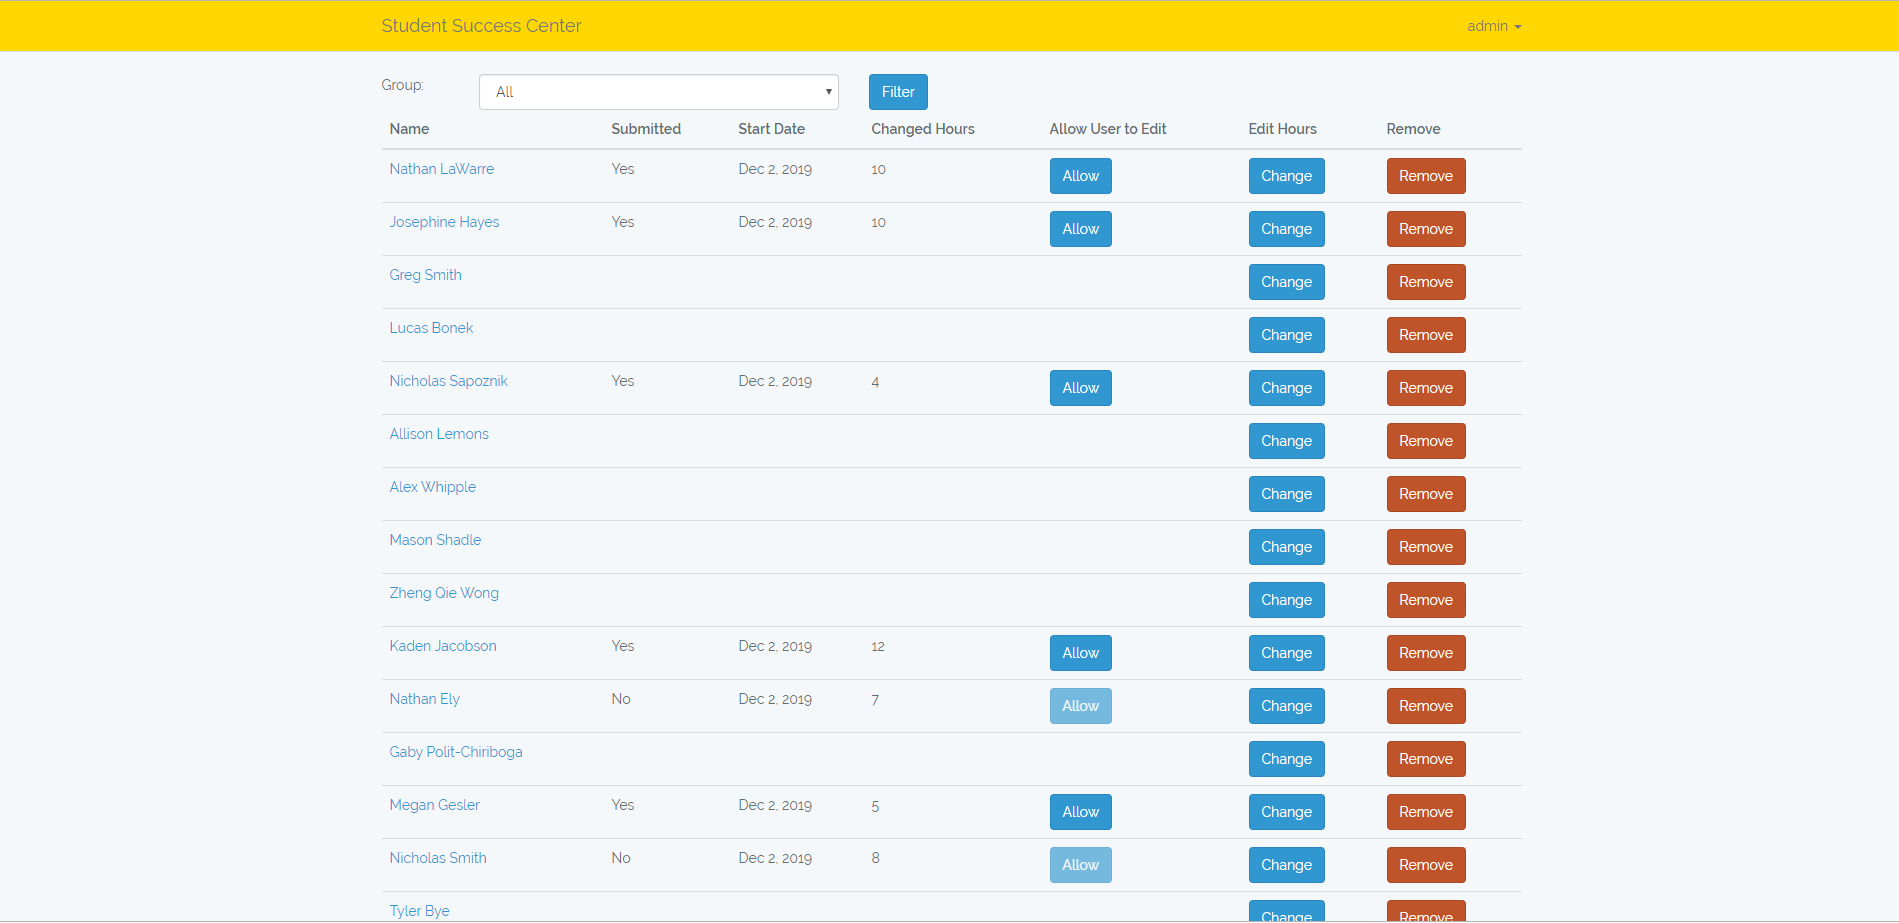 Student Success Center admin
Group: All Filter
Name Submitted Start Date Changed Hours Allow User to Edit Edit Hours Remove
Nathan LaWarre Yes Dec 2, 2019 10 Allow Change Remove
Josephine Hayes Yes Dec 2, 2019 10 Allow Change Remove
Greg Smith Change Remove
Lucas Bonek Change Remove
Nicholas Sapoznik Yes Dec 2, 2019 4 Allow Change Remove
Allison Lemons Change Remove
Alex Whipple Change Remove
Mason Shadle Change Remove
Zheng Qie Wong Change Remove
Kaden Jacobson Yes Dec 2, 2019 12 Allow Change Remove
Nathan Ely No Dec 2, 2019 7 Allow Change Remove
Gaby Polit-Chiriboga Change Remove
Megan Gesler Yes Dec 2, 2019 5 Allow Change Remove
Nicholas Smith No Dec 2, 2019 8 Allow Change Remove
Tyler Bye Change Remove